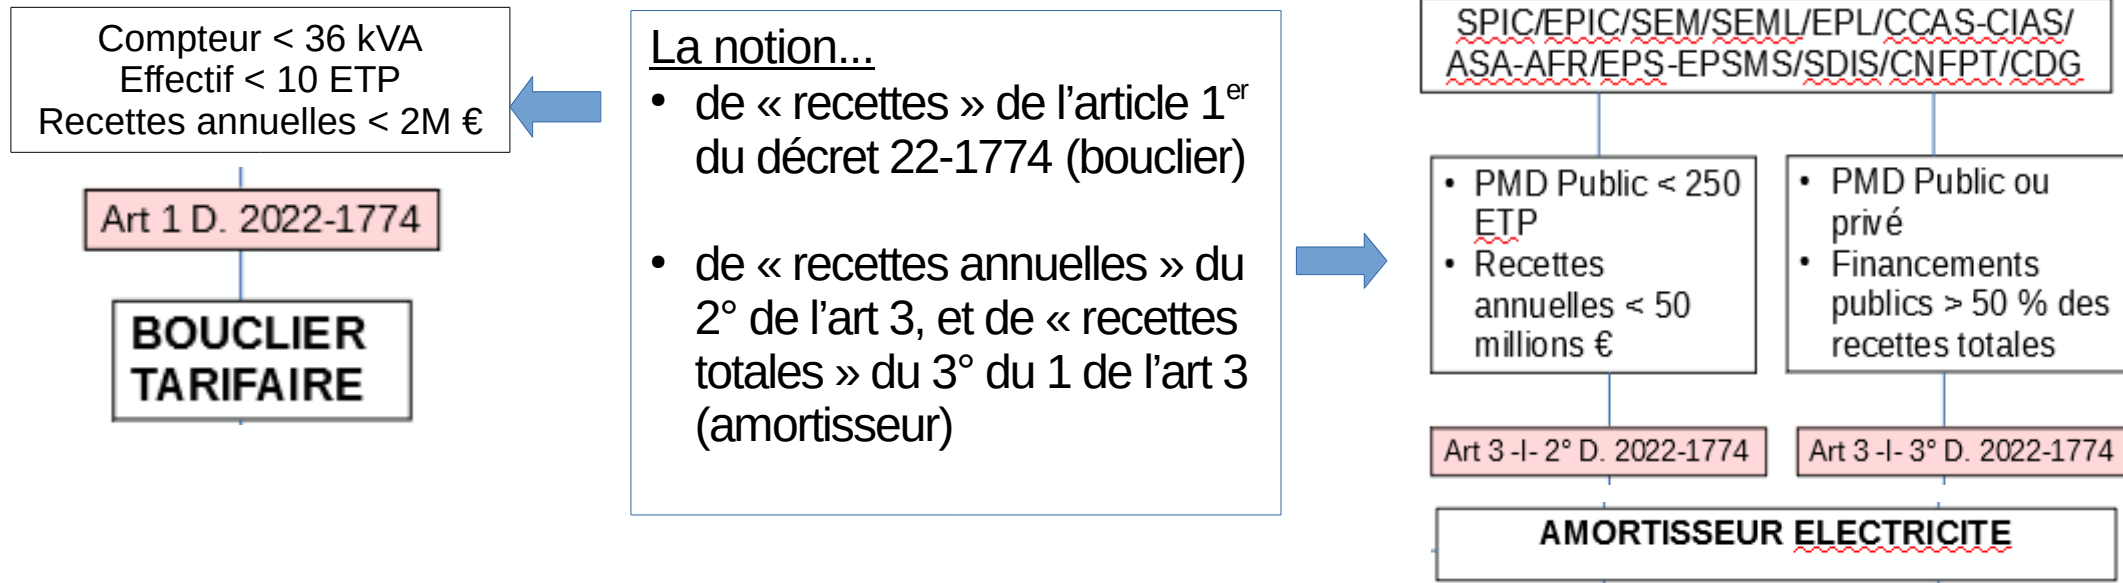 Compteur < 36 kVA
Effectif < 10 ETP
Recettes annuelles < 2M €
Art 1 D. 2022-1774
BOUCLIER
TARIFAIRE
La notion...
• de « recettes » de l’article 1er
du décret 22-1774 (bouclier)
• de « recettes annuelles » du
2° de l’art 3, et de « recettes
totales » du 3° du 1 de l’art 3
(amortisseur)
SPIC/EPIC/SEM/SEML/EPL/CCAS-CIAS/
ASA-AFR/EPS-EPSMS/SDIS/CNFPT/CDG
• PMD Public < 250
ETP
• Recettes
annuelles < 50
millions €
• PMD Public ou
privé
• Financements
publics > 50 % des
recettes totales
Art 3 -I- 2° D. 2022-1774
Art 3 -I- 3° D. 2022-1774
AMORTISSEUR ELECTRICITE